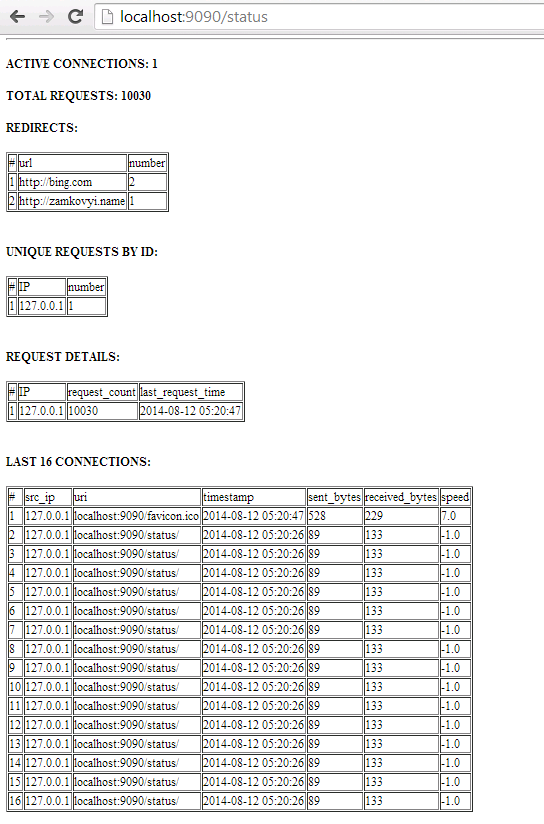 localhost:9090/status
ACTIVE CONNECTIONS: 1
TOTAL REQUESTS: 10030
REDIRECTS:
# url number
1 http://bing.com 2
2 http://zamkovyi.name 1
UNIQUE REQUESTS BY ID:
# IP number
1 127.0.0.1 1
REQUEST DETAILS:
# IP request_count last_request_time
1 127.0.0.1 10030 2014-08-12 05:20:47
LAST 16 CONNECTIONS:
# src_ip uri timestamp sent_bytes received_bytes speed
1 127.0.0.1 localhost:9090/favicon.ico 2014-08-12 05:20:47 528 229 7.0
2 127.0.0.1 localhost:9090/status/ 2014-08-12 05:20:26 89 133 -1.0
3 127.0.0.1 localhost:9090/status/ 2014-08-12 05:20:26 89 133 -1.0
4 127.0.0.1 localhost:9090/status/ 2014-08-12 05:20:26 89 133 -1.0
5 127.0.0.1 localhost:9090/status/ 2014-08-12 05:20:26 89 133 -1.0
6 127.0.0.1 localhost:9090/status/ 2014-08-12 05:20:26 89 133 -1.0
7 127.0.0.1 localhost:9090/status/ 2014-08-12 05:20:26 89 133 -1.0
8 127.0.0.1 localhost:9090/status/ 2014-08-12 05:20:26 89 133 -1.0
9 127.0.0.1 localhost:9090/status/ 2014-08-12 05:20:26 89 133 -1.0
10 127.0.0.1 localhost:9090/status/ 2014-08-12 05:20:26 89 133 -1.0
11 127.0.0.1 localhost:9090/status/ 2014-08-12 05:20:26 89 133 -1.0
12 127.0.0.1 localhost:9090/status/ 2014-08-12 05:20:26 89 133 -1.0
13 127.0.0.1 localhost:9090/status/ 2014-08-12 05:20:26 89 133 -1.0
14 127.0.0.1 localhost:9090/status/ 2014-08-12 05:20:26 89 133 -1.0
15 127.0.0.1 localhost:9090/status/ 2014-08-12 05:20:26 89 133 -1.0
16 127.0.0.1 localhost:9090/status/ 2014-08-12 05:20:26 89 133 -1.0